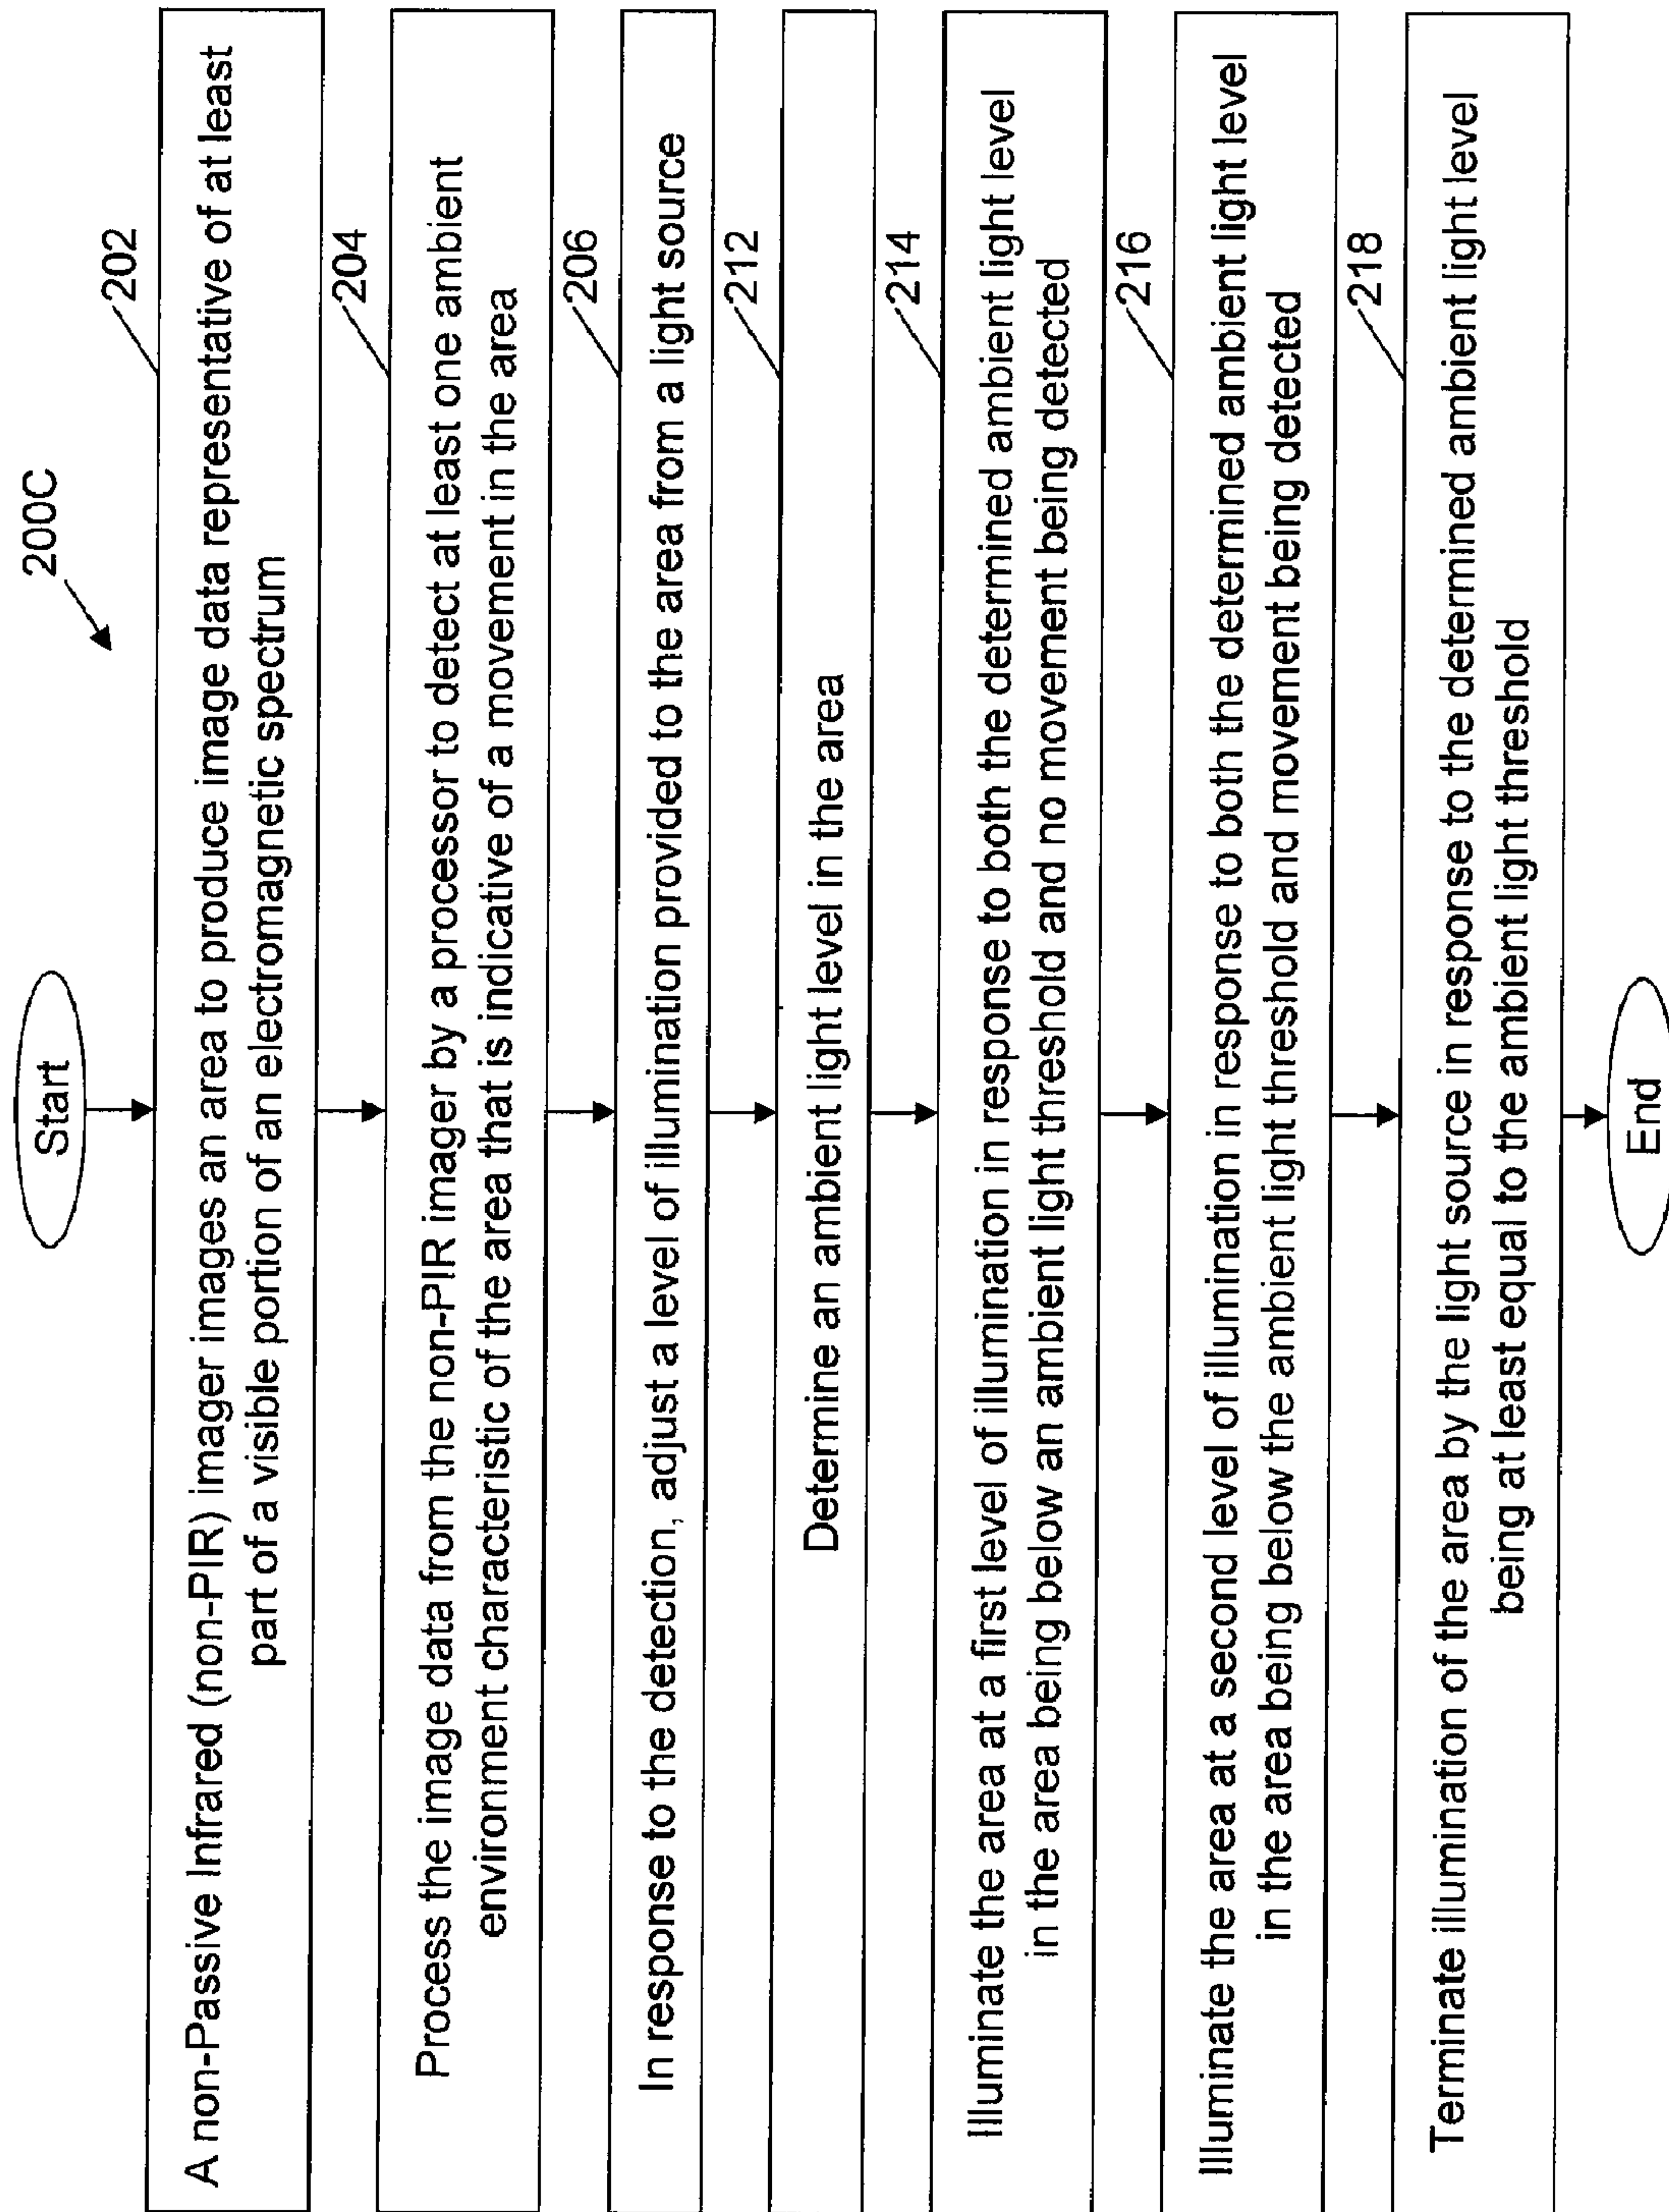 200C
Start
202
A non-Passive Infrared (non-PIR) imager images an area to produce image data representative of at least
part of a visible portion of an electromagnetic spectrum
204
Process the image data from the non-PIR imager by a processor to detect at least one ambient
environment characteristic of the area that is indicative of a movement in the area
206
In response to the detection, adjust a level of illumination provided to the area from a light source
212
Determine an ambient light level in the area
214
Illuminate the area at a first level of illumination in response to both the determined ambient light level
in the area being below an ambient light threshold and no movement being detected
216
Illuminate the area at a second level of illumination in response to both the determined ambient light level
in the area being below the ambient light threshold and movement being detected
218
Terminate illumination of the area by the light source in response to the determined ambient light level
being at least equal to the ambient light threshold
End